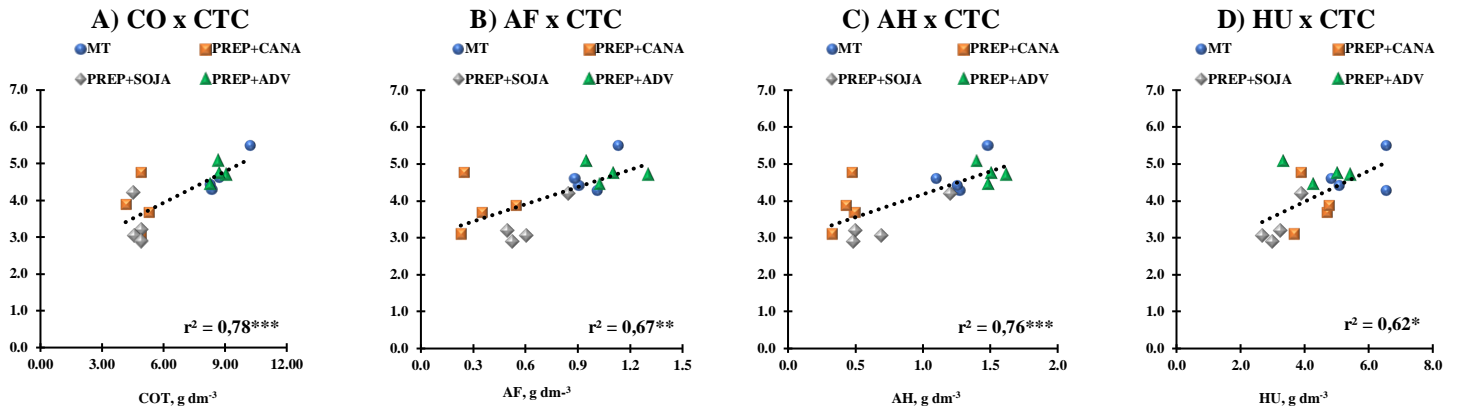 A) CO x CTC
MT
PREP+CANA
PREP+SOJA
PREP+ADV
7.0
6.0
5.0
4.0
3.0
2.0
1.0
0.0
0.00
3.00
6.00
9.00
12.00
r² = 0,78***
COT, g dm⁻³
B) AF x CTC
MT
PREP+CANA
PREP+SOJA
PREP+ADV
7.0
6.0
5.0
4.0
3.0
2.0
1.0
0.0
0.0
0.3
0.6
0.9
1.2
1.5
r² = 0,67**
AF, g dm-³
C) AH x CTC
MT
PREP+CANA
PREP+SOJA
PREP+ADV
7.0
6.0
5.0
4.0
3.0
2.0
1.0
0.0
0.0
0.5
1.0
1.5
2.0
r² = 0,76***
AH, g dm⁻³
D) HU x CTC
MT
PREP+CANA
PREP+SOJA
PREP+ADV
7.0
6.0
5.0
4.0
3.0
2.0
1.0
0.0
0.0
2.0
4.0
6.0
8.0
r² = 0,62*
HU, g dm⁻³